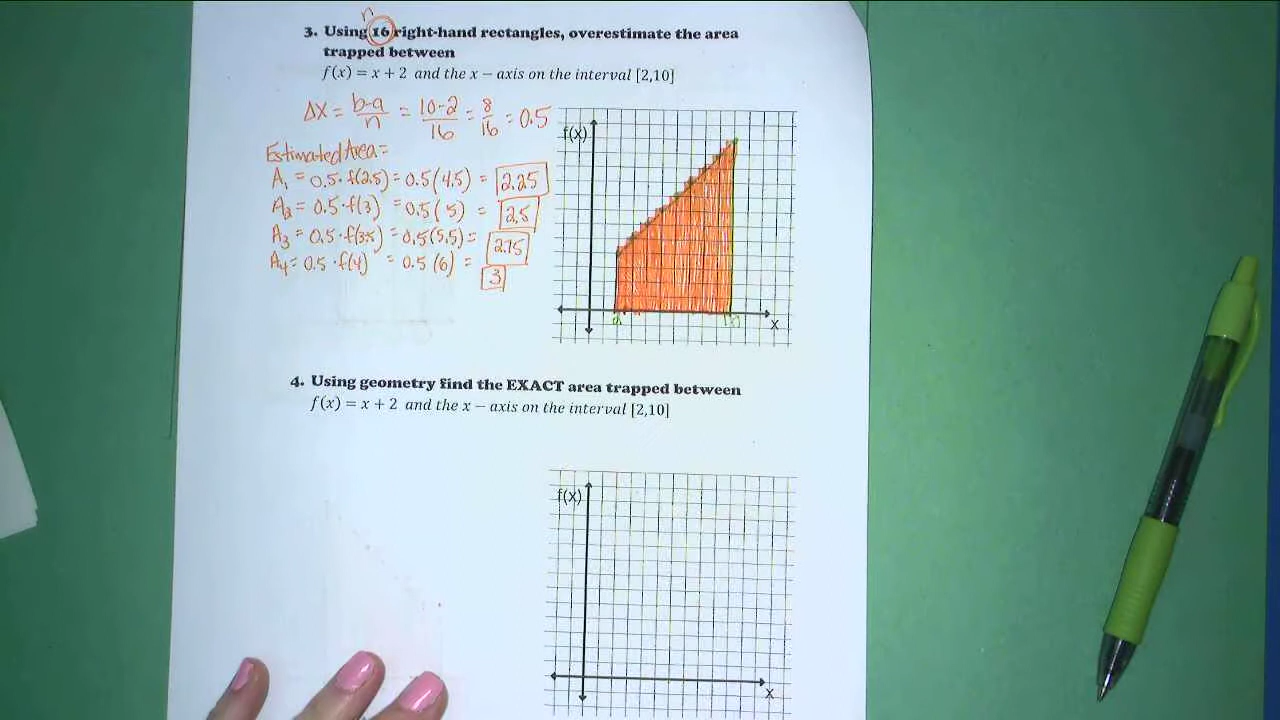 n
3. Using 16 right-hand rectangles, overestimate the area
trapped between
f(x) = x + 2 and the x − axis on the interval [2,10]
Δx = b-a/n = 10-2/16 = 8/16 = 0.5
Estimated Area =
A₁ = 0.5 · f(2.5) = 0.5(4.5) = 2.25
A₂ = 0.5 · f(3) = 0.5(5) = 2.5
A₃ = 0.5 · f(3.5) = 0.5(5.5) = 2.75
A₄ = 0.5 · f(4) = 0.5(6) = 3
f(x)
2
10
x
4. Using geometry find the EXACT area trapped between
f(x) = x + 2 and the x − axis on the interval [2,10]
f(x)
x